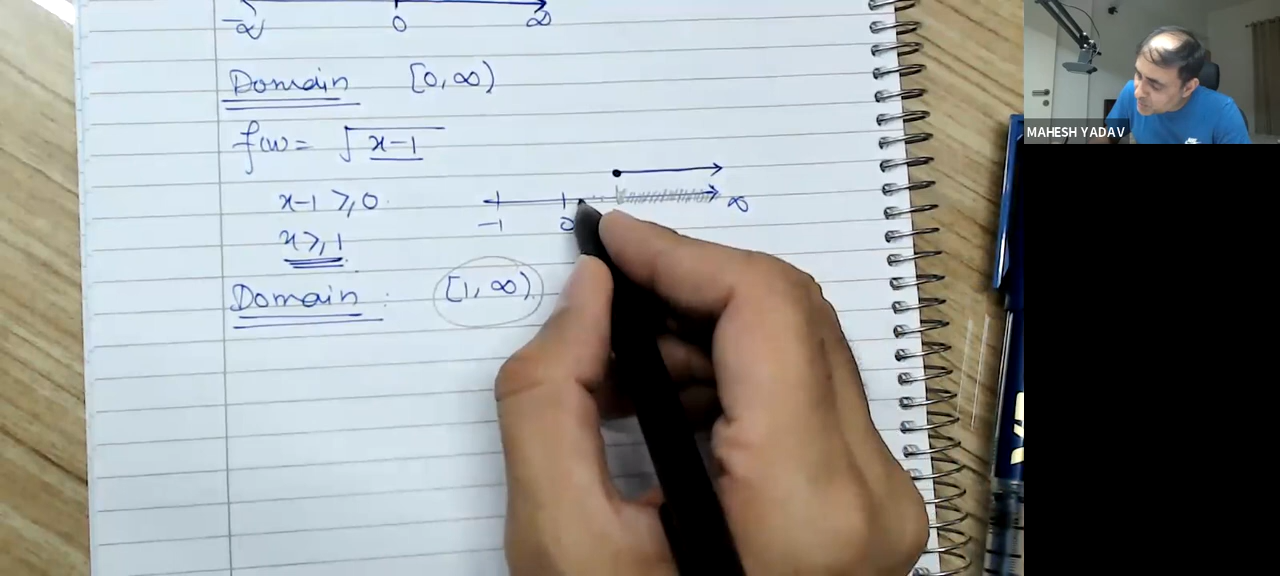 -∞ 0 ∞
Domain [0, ∞)
f(x) = √x-1
x-1 ≥ 0
-1 0 ∞
x ≥ 1
Domain : [1, ∞)
MAHESH YADAV